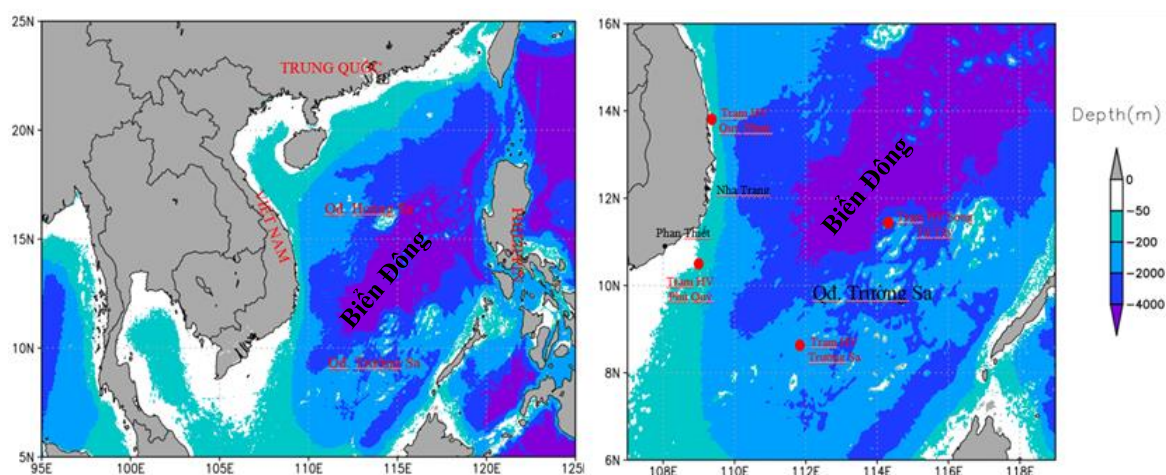 25N
20N
15N
10N
5N
95E
100E
105E
110E
115E
120E
125E
TRUNG QUỐC
VIỆT NAM
Qđ. Hoàng Sa
Biển Đông
Qđ. Trường Sa
16N
14N
12N
10N
8N
6N
108E
110E
112E
114E
116E
118E
Trạm HV
Nha Trang
Phan Thiết
Trạm HV
Phú Quý
Biển Đông
Trạm HV Song
Qđ. Trường Sa
Trạm HV
Trường Sa
Depth(m)
0
-50
-200
-2000
-4000